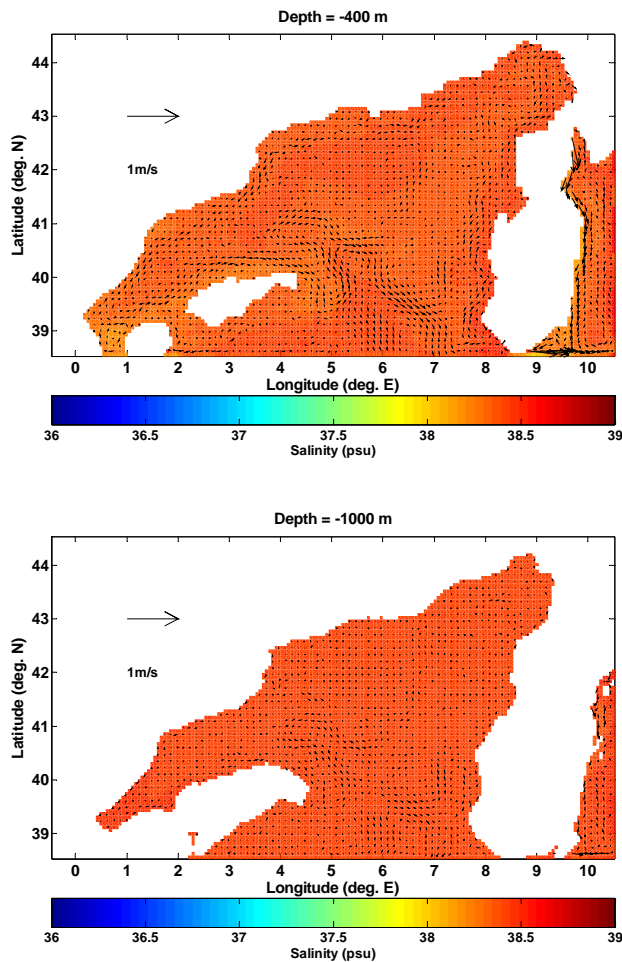 Depth = -400 m
44
43
42
41
40
39
Latitude (deg. N)
1m/s
0 1 2 3 4 5 6 7 8 9 10
Longitude (deg. E)
36 36.5 37 37.5 38 38.5 39
Salinity (psu)
Depth = -1000 m
44
43
42
41
40
39
Latitude (deg. N)
1m/s
0 1 2 3 4 5 6 7 8 9 10
Longitude (deg. E)
36 36.5 37 37.5 38 38.5 39
Salinity (psu)